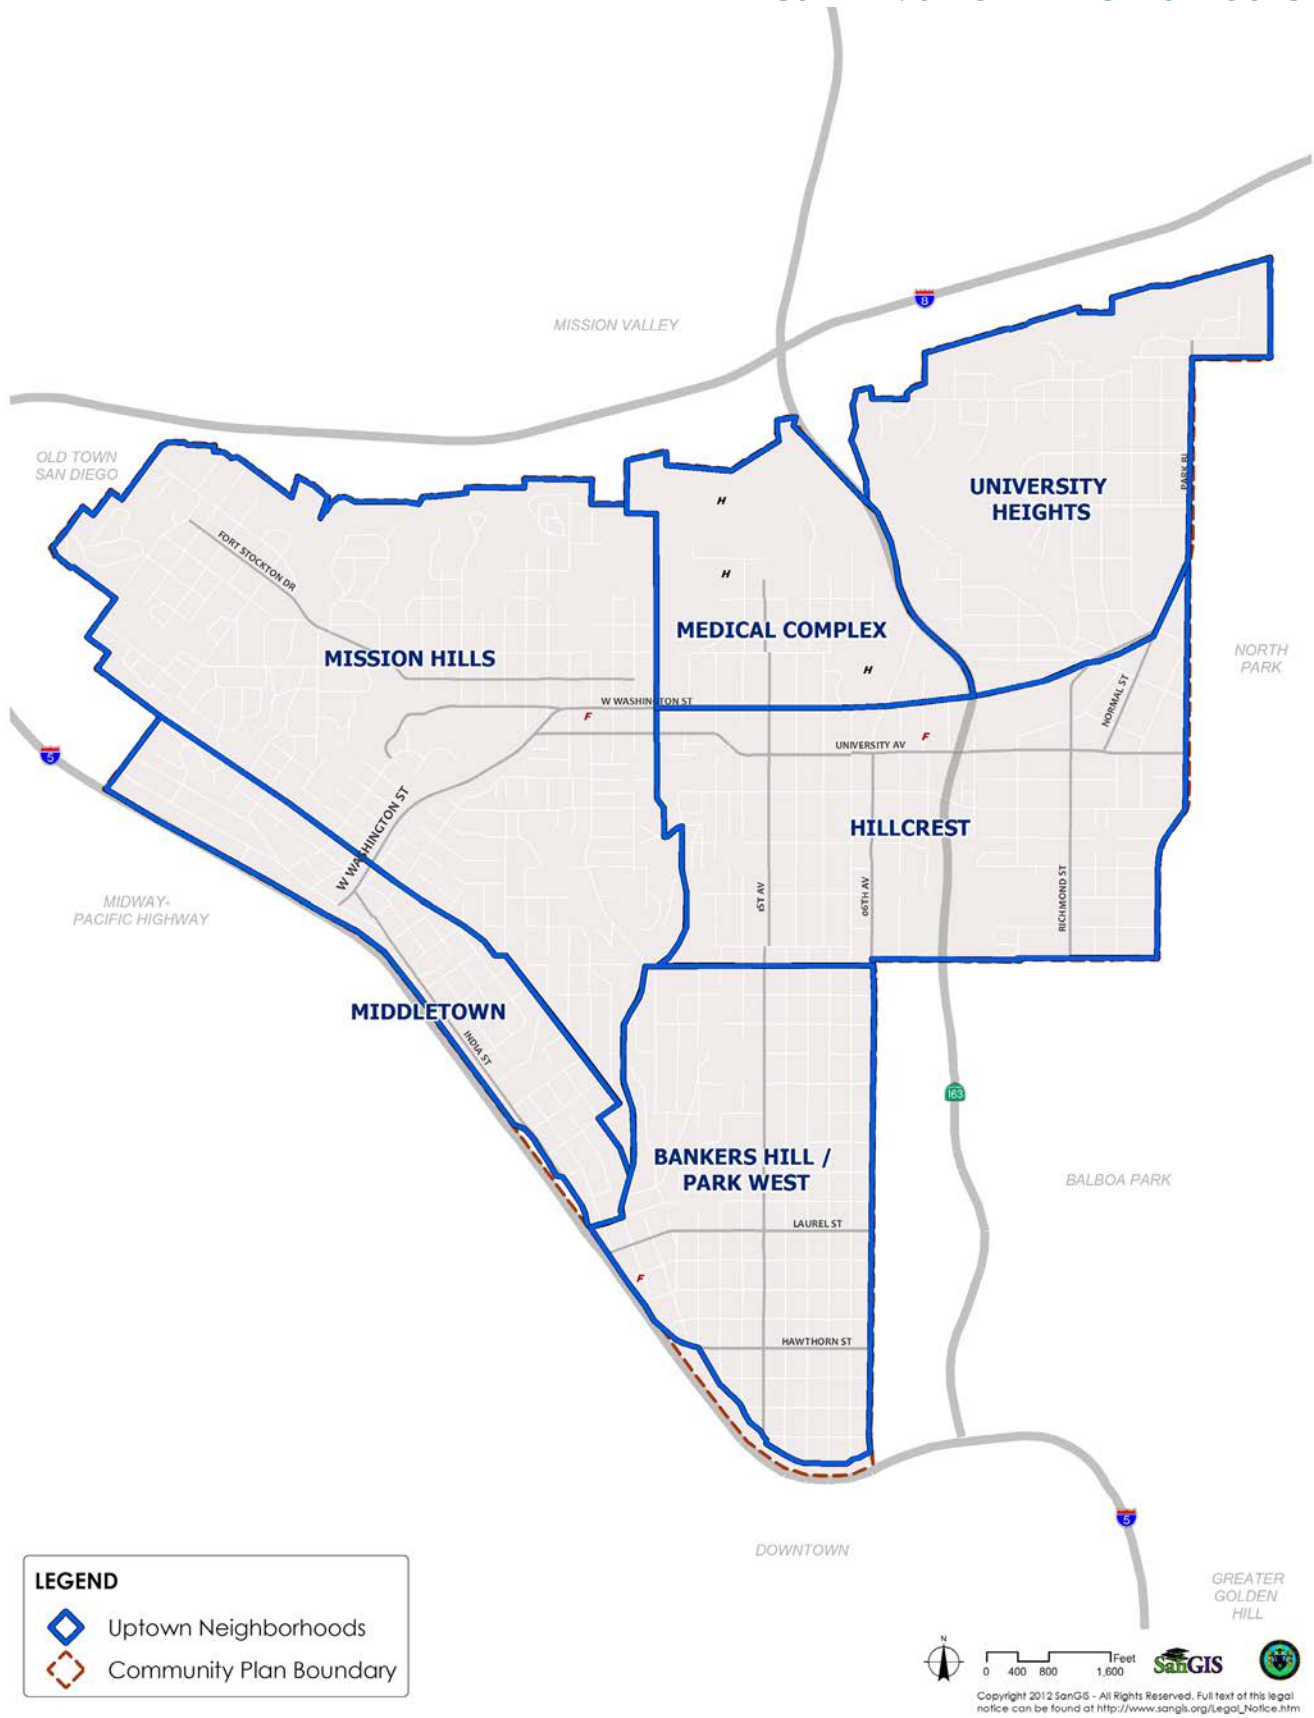 8
MISSION VALLEY
OLD TOWN
SAN DIEGO
UNIVERSITY
HEIGHTS
PARK BL
H
FORT STOCKTON DR
H
MEDICAL COMPLEX
MISSION HILLS
H
NORTH
PARK
W WASHINGTON ST
NORMAL ST
F
F
UNIVERSITY AV
5
HILLCREST
W WASHINGTON ST
1ST AV
06TH AV
RICHMOND ST
MIDWAY-
PACIFIC HIGHWAY
MIDDLETOWN
INDIA ST
163
BANKERS HILL /
PARK WEST
BALBOA PARK
LAUREL ST
F
HAWTHORN ST
5
DOWNTOWN
GREATER
GOLDEN
HILL
LEGEND
Uptown Neighborhoods
Community Plan Boundary
N
Feet
0 400 800 1,600
SanGIS
Copyright 2012 SanGIS - All Rights Reserved. Full text of this legal
notice can be found at http://www.sangis.org/Legal_Notice.htm